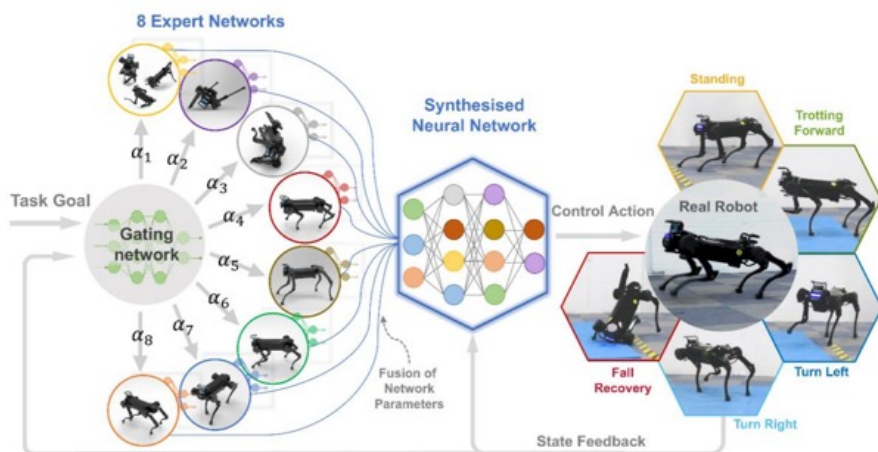 8 Expert Networks
Synthesised
Neural Network
Standing
Trotting
Forward
α1
α2
α3
α4
α5
α6
α7
α8
Task Goal
Gating
network
Control Action
Real Robot
Fusion of
Network
Parameters
Fall
Recovery
Turn Left
Turn Right
State Feedback